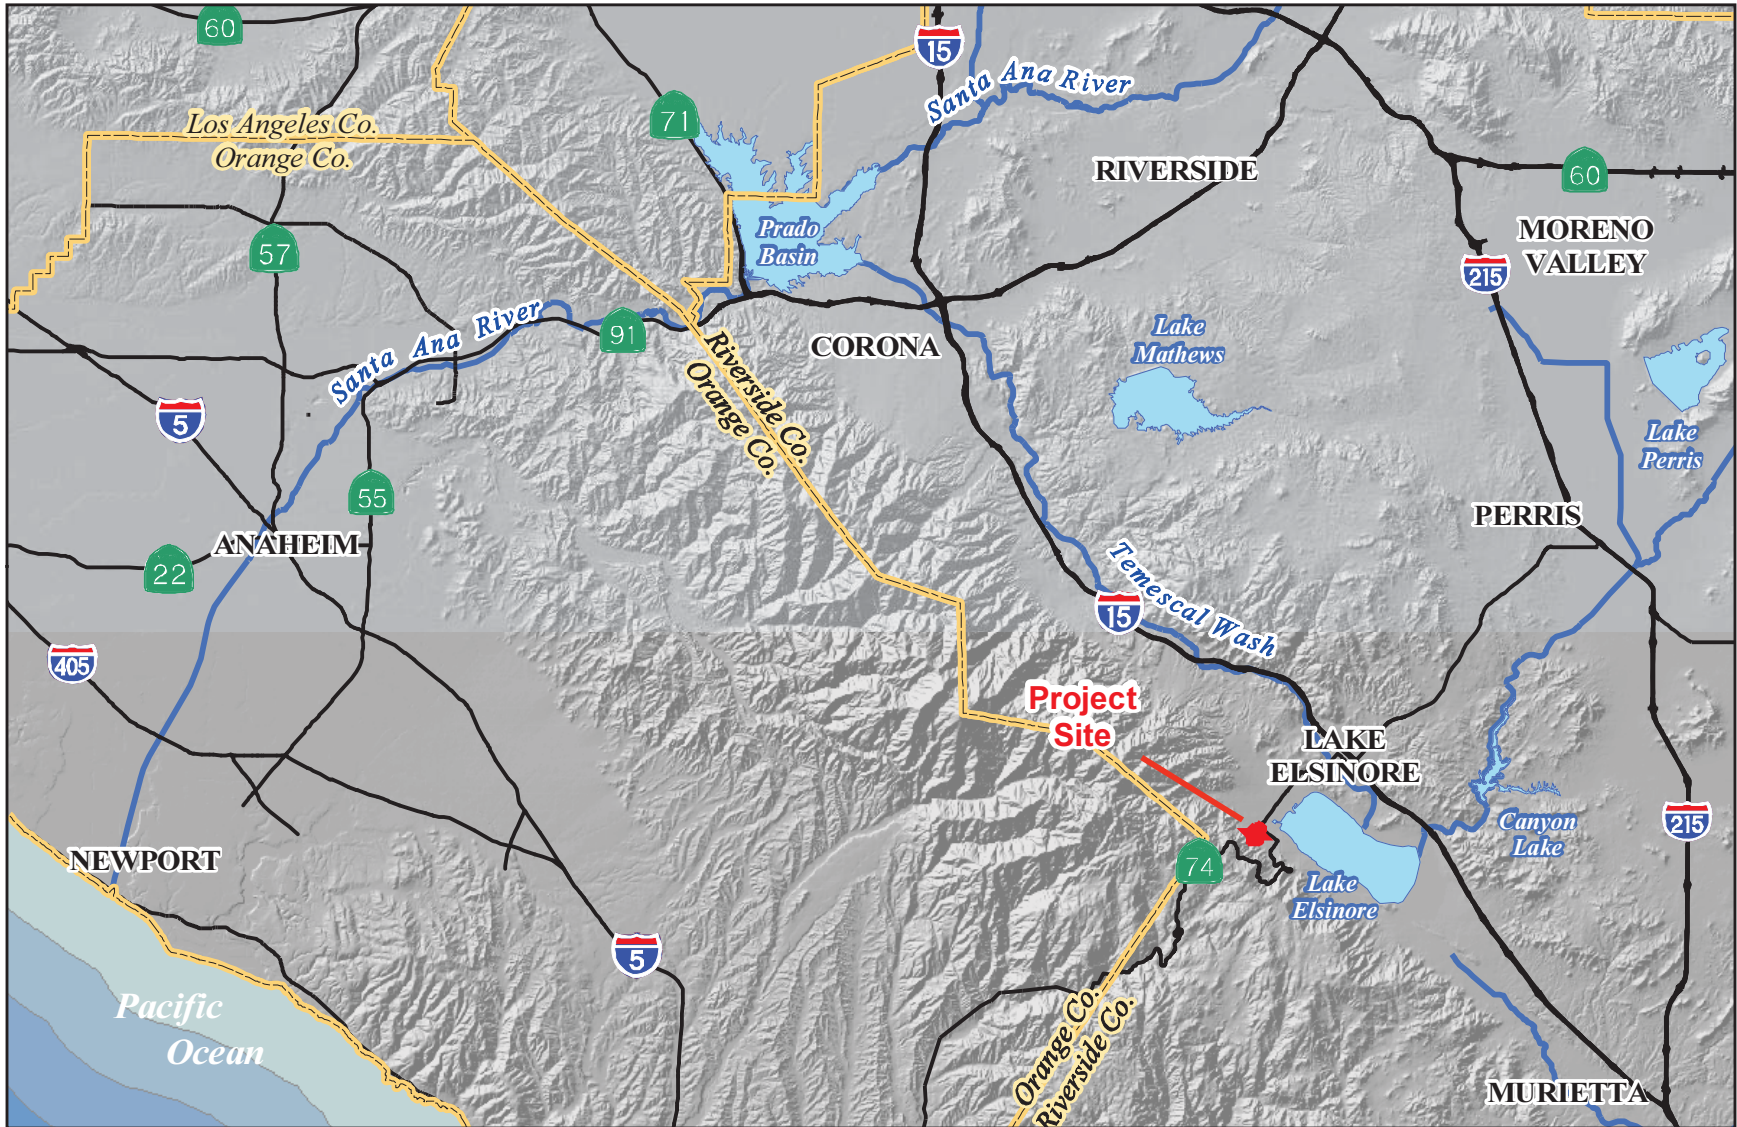 60
15
Santa Ana River
71
Los Angeles Co.
Orange Co.
RIVERSIDE
60
57
Prado
Basin
MORENO
VALLEY
215
Santa Ana River
91
CORONA
Lake
Mathews
Riverside Co.
Orange Co.
5
Lake
Perris
55
PERRIS
ANAHEIM
22
Temescal Wash
15
405
Project
Site
LAKE
ELSINORE
Canyon
Lake
215
NEWPORT
74
Lake
Elsinore
5
Pacific
Ocean
Orange Co.
Riverside Co.
MURIETTA